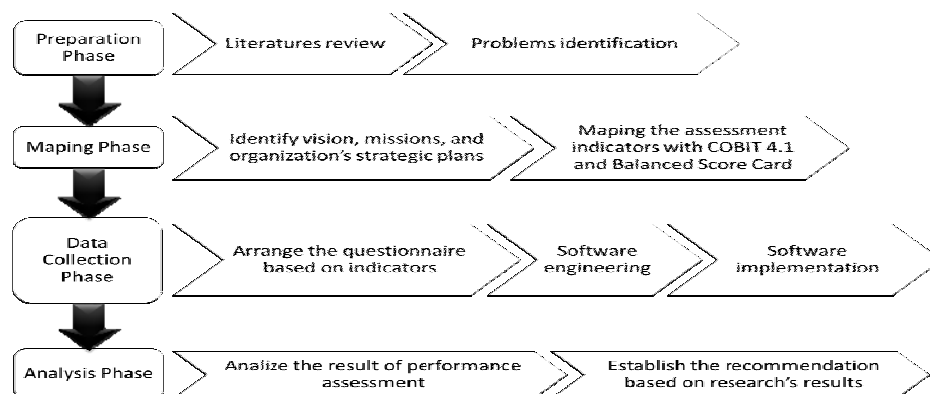 Preparation
Phase
Literatures review
Problems identification
Maping Phase
Identify vision, missions, and
organization's strategic plans
Maping the assessment
indicators with COBIT 4.1
and Balanced Score Card
Data
Collection
Phase
Arrange the questionnaire
based on indicators
Software
engineering
Software
implementation
Analysis Phase
Analize the result of performance
assessment
Establish the recommendation
based on research's results